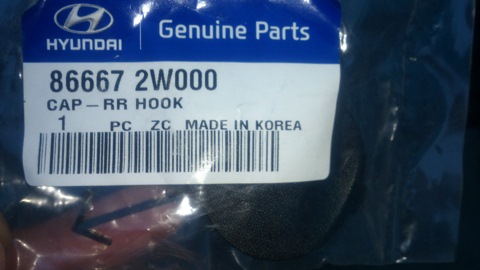 HYUNDAI Genuine Parts
86667 2W000
CAP-RR HOOK
1 PC ZC MADE IN KOREA